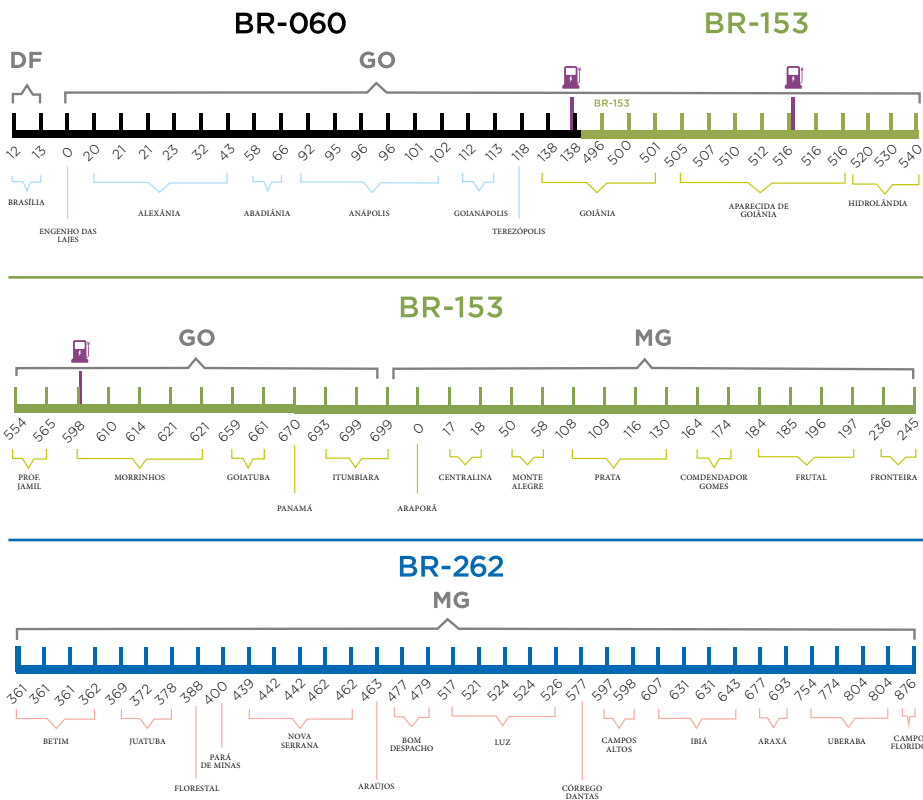 BR-060
BR-153
DF
GO
BR-153
12 13 0 20 21 21 23 32 43 58 66 92 95 96 96 101 102 112 113 118 138 138 496 500 501 505 507 510 512 516 516 516 520 530 540
BRASÍLIA
ENGENHO DAS
LAJES
ALEXÂNIA
ABADIÂNIA
ANÁPOLIS
GOIANÁPOLIS
TEREZÓPOLIS
GOIÂNIA
APARECIDA DE
GOIÂNIA
HIDROLÂNDIA
BR-153
GO
MG
554 565 598 610 614 621 621 659 661 670 693 699 699 0 17 18 50 58 108 109 116 130 164 174 184 185 196 197 236 245
PROF.
JAMIL
MORRINHOS
GOIATUBA
PANAMÁ
ITUMBIARA
ARAPORÃ
CENTRALINA
MONTE
ALEGRE
PRATA
COMDENDADOR
GOMES
FRUTAL
FRONTEIRA
BR-262
MG
361 361 361 362 369 372 378 388 400 439 442 442 462 462 463 477 479 517 521 524 524 526 577 597 598 607 631 631 643 677 693 754 774 804 804 876
BETIM
JUATUBA
FLORESTAL
PARÁ
DE MINAS
NOVA
SERRANA
ARAÚJOS
BOM
DESPACHO
LUZ
CÓRREGO
DANTAS
CAMPOS
ALTOS
IBIÁ
ARAXÁ
UBERABA
CAMPO
FLORIDO